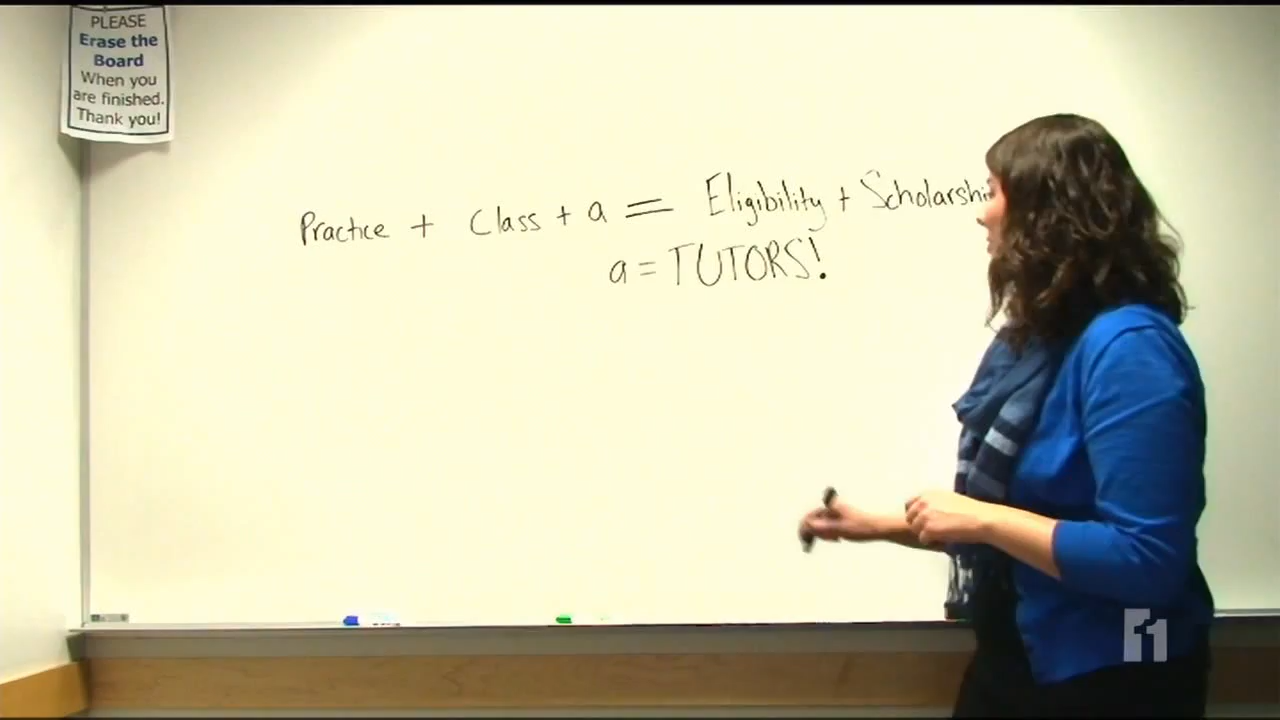 PLEASE
Erase the
Board
When you
are finished.
Thank you!
Practice + Class + a = Eligibility + Scholarshi
a = TUTORS!